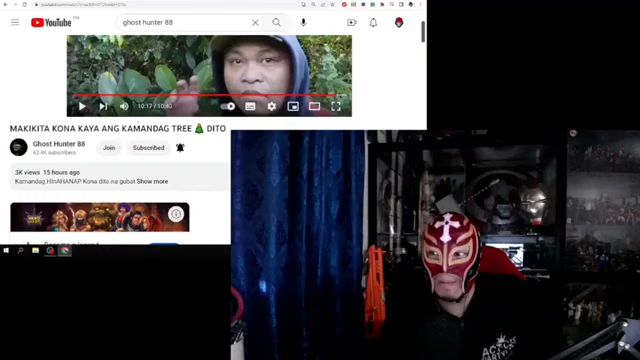 YouTube PH
ghost hunter 88
10:17 / 10:40
MAKIKITA KONA KAYA ANG KAMANDAG TREE🌲DITO
Ghost Hunter 88
63.4K subscribers
Join
Subscribed
3K views 15 hours ago
Kamandag HInAHANAP Kona dito na gubat Show more